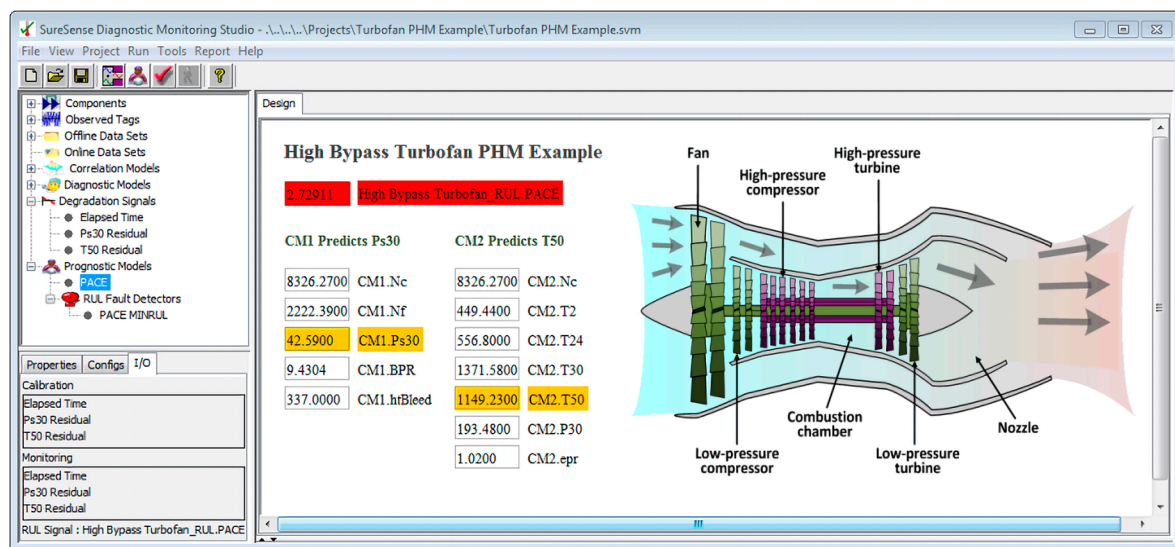 SureSense Diagnostic Monitoring Studio - .\..\..\..\Projects\Turbofan PHM Example\Turbofan PHM Example.svm
File View Project Run Tools Report Help
Components
Observed Tags
Offline Data Sets
Online Data Sets
Correlation Models
Diagnostic Models
Degradation Signals
Elapsed Time
Ps30 Residual
T50 Residual
Prognostic Models
PACE
RUL Fault Detectors
PACE MINRUL
Properties Configs I/O
Calibration
Elapsed Time
Ps30 Residual
T50 Residual
Monitoring
Elapsed Time
Ps30 Residual
T50 Residual
RUL Signal : High Bypass Turbofan_RUL.PACE
Design
High Bypass Turbofan PHM Example
2.72911 High Bypass Turbofan_RUL.PACE
CM1 Predicts Ps30 CM2 Predicts T50
8326.2700 CM1.Nc 8326.2700 CM2.Nc
2222.3900 CM1.Nf 449.4400 CM2.T2
42.5900 CM1.Ps30 556.8000 CM2.T24
9.4304 CM1.BPR 1371.5800 CM2.T30
337.0000 CM1.htBleed 1149.2300 CM2.T50
193.4800 CM2.P30
1.0200 CM2.epr
Fan
High-pressure
compressor
High-pressure
turbine
Combustion
chamber
Nozzle
Low-pressure
compressor
Low-pressure
turbine